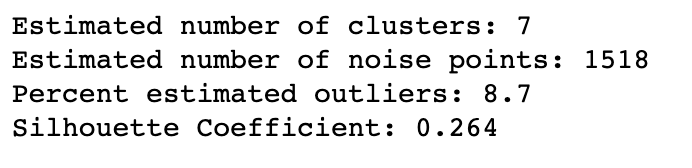 Estimated number of clusters: 7
Estimated number of noise points: 1518
Percent estimated outliers: 8.7
Silhouette Coefficient: 0.264